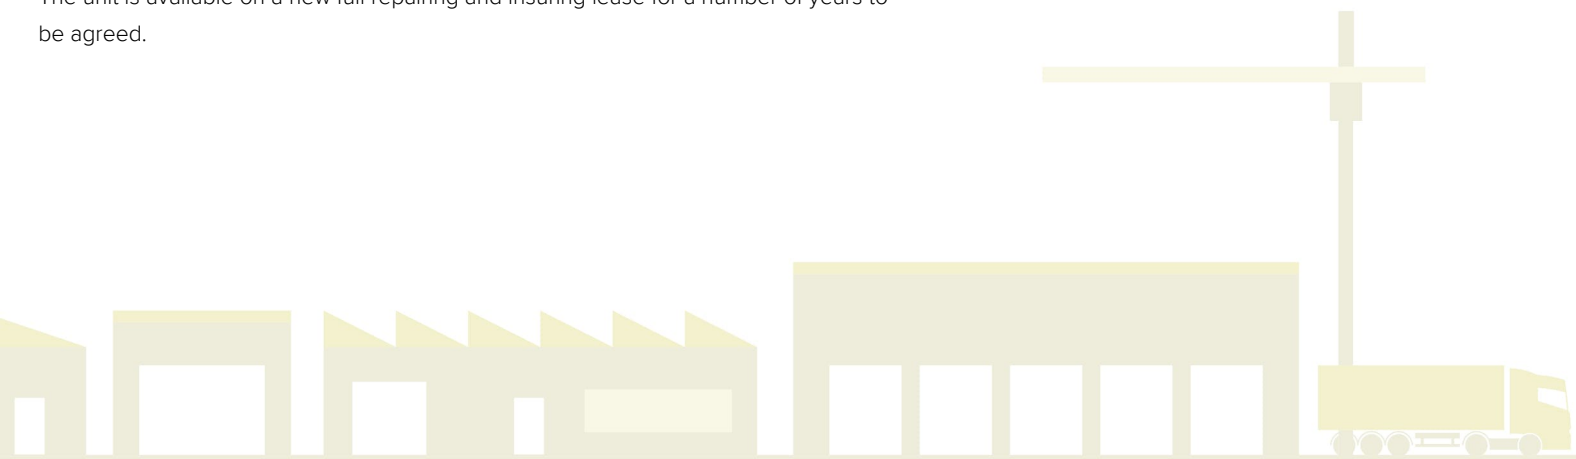 The unit is available on a new full repairing and insuring lease for a number of years to
be agreed.